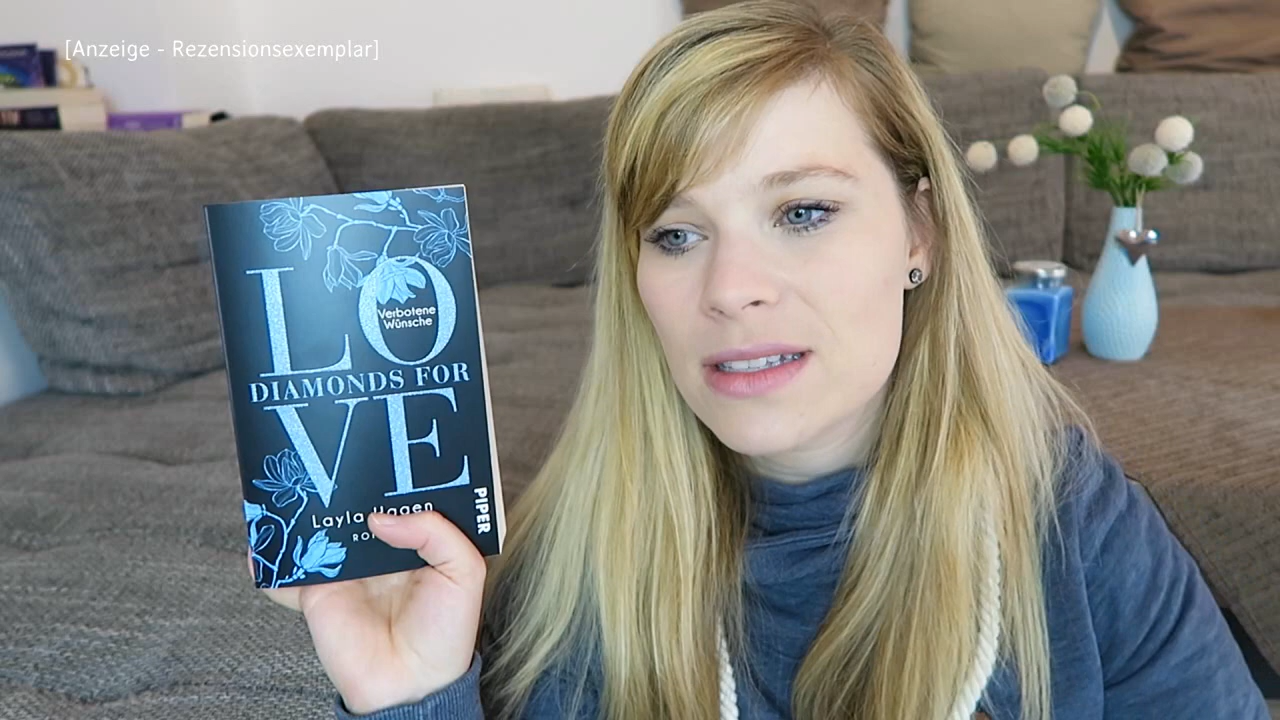 [Anzeige - Rezensionsexemplar]
LO
Verbotene
Wünsche
DIAMONDS FOR
VE
Layla Hagen
PIPER